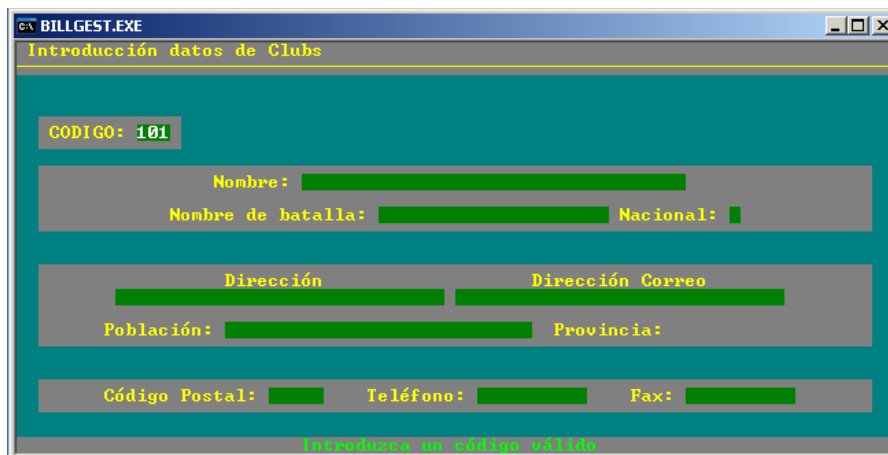 BILLGEST.EXE
Introducción datos de Clubs
CODIGO: 101
Nombre:
Nombre de batalla: Nacional:
Dirección Dirección Correo
Población: Provincia:
Código Postal: Teléfono: Fax:
Introduzca un código válido